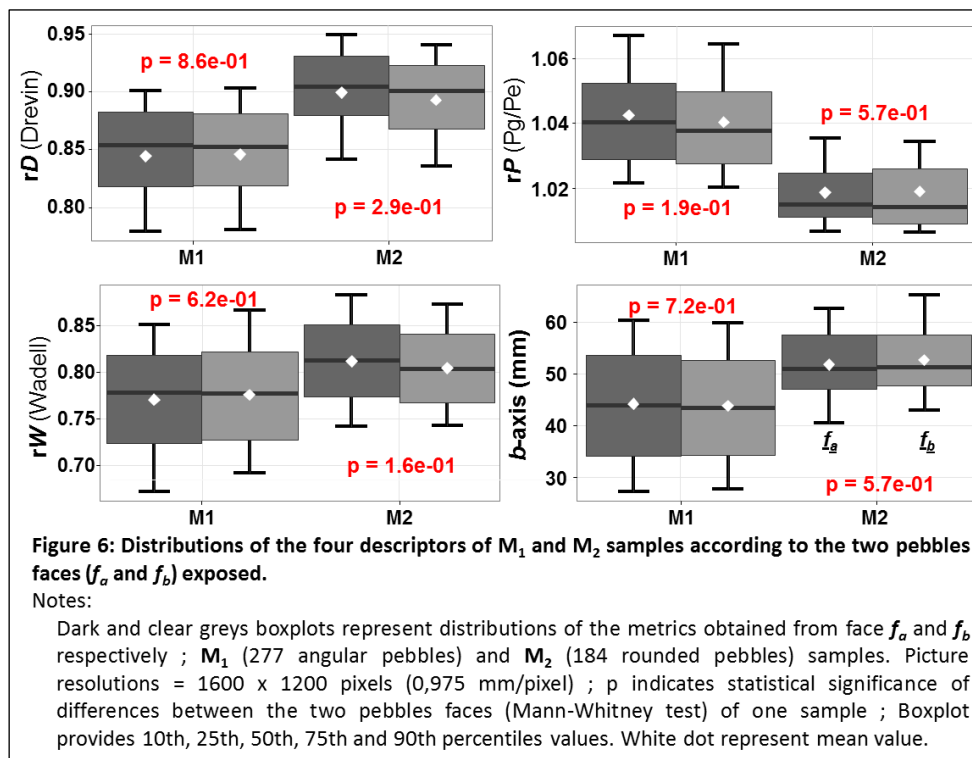 0.95
0.90
0.85
0.80
rD (Drevin)
p = 8.6e-01
p = 2.9e-01
M1 M2
1.06
1.04
1.02
rP (Pg/Pe)
p = 5.7e-01
p = 1.9e-01
M1 M2
0.85
0.80
0.75
0.70
rW (Wadell)
p = 6.2e-01
p = 1.6e-01
M1 M2
60
50
40
30
b-axis (mm)
p = 7.2e-01
fa fb
p = 5.7e-01
M1 M2
Figure 6: Distributions of the four descriptors of M1 and M2 samples according to the two pebbles
faces (fa and fb) exposed.
Notes:
Dark and clear greys boxplots represent distributions of the metrics obtained from face fa and fb
respectively ; M1 (277 angular pebbles) and M2 (184 rounded pebbles) samples. Picture
resolutions = 1600 x 1200 pixels (0,975 mm/pixel) ; p indicates statistical significance of
differences between the two pebbles faces (Mann-Whitney test) of one sample ; Boxplot
provides 10th, 25th, 50th, 75th and 90th percentiles values. White dot represent mean value.